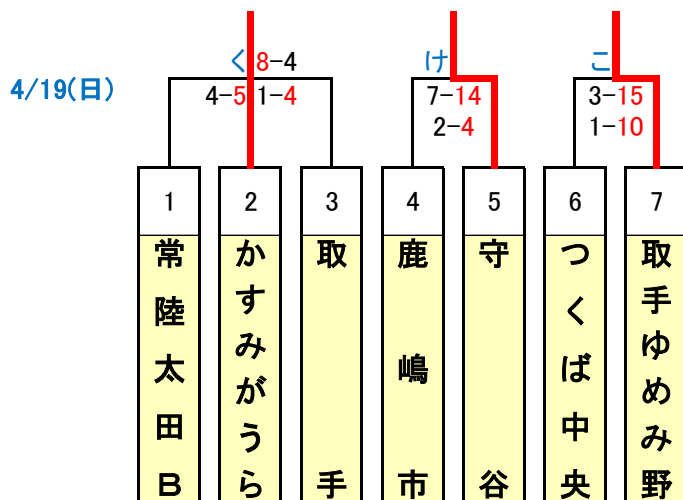 く 8-4
け
こ
4/19(日)
4-5 1-4
7-14
3-15
2-4
1-10
1
2
3
4
5
6
7
常陸太田B
かすみがうら
取手
鹿嶋市
守谷
つくば中央
取手ゆめみ野